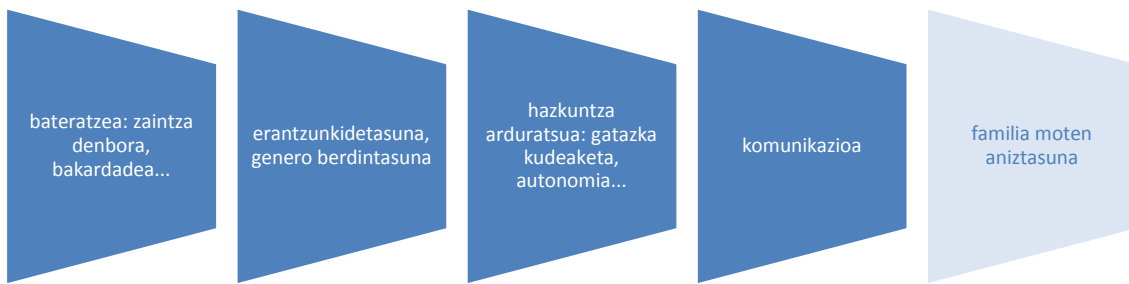 bateratzea: zaintza
denbora,
bakardadea...
erantzunkidetasuna,
genero berdintasuna
hazkuntza
arduratsua: gatazka
kudeaketa,
autonomia...
komunikazioa
familia moten
aniztasuna